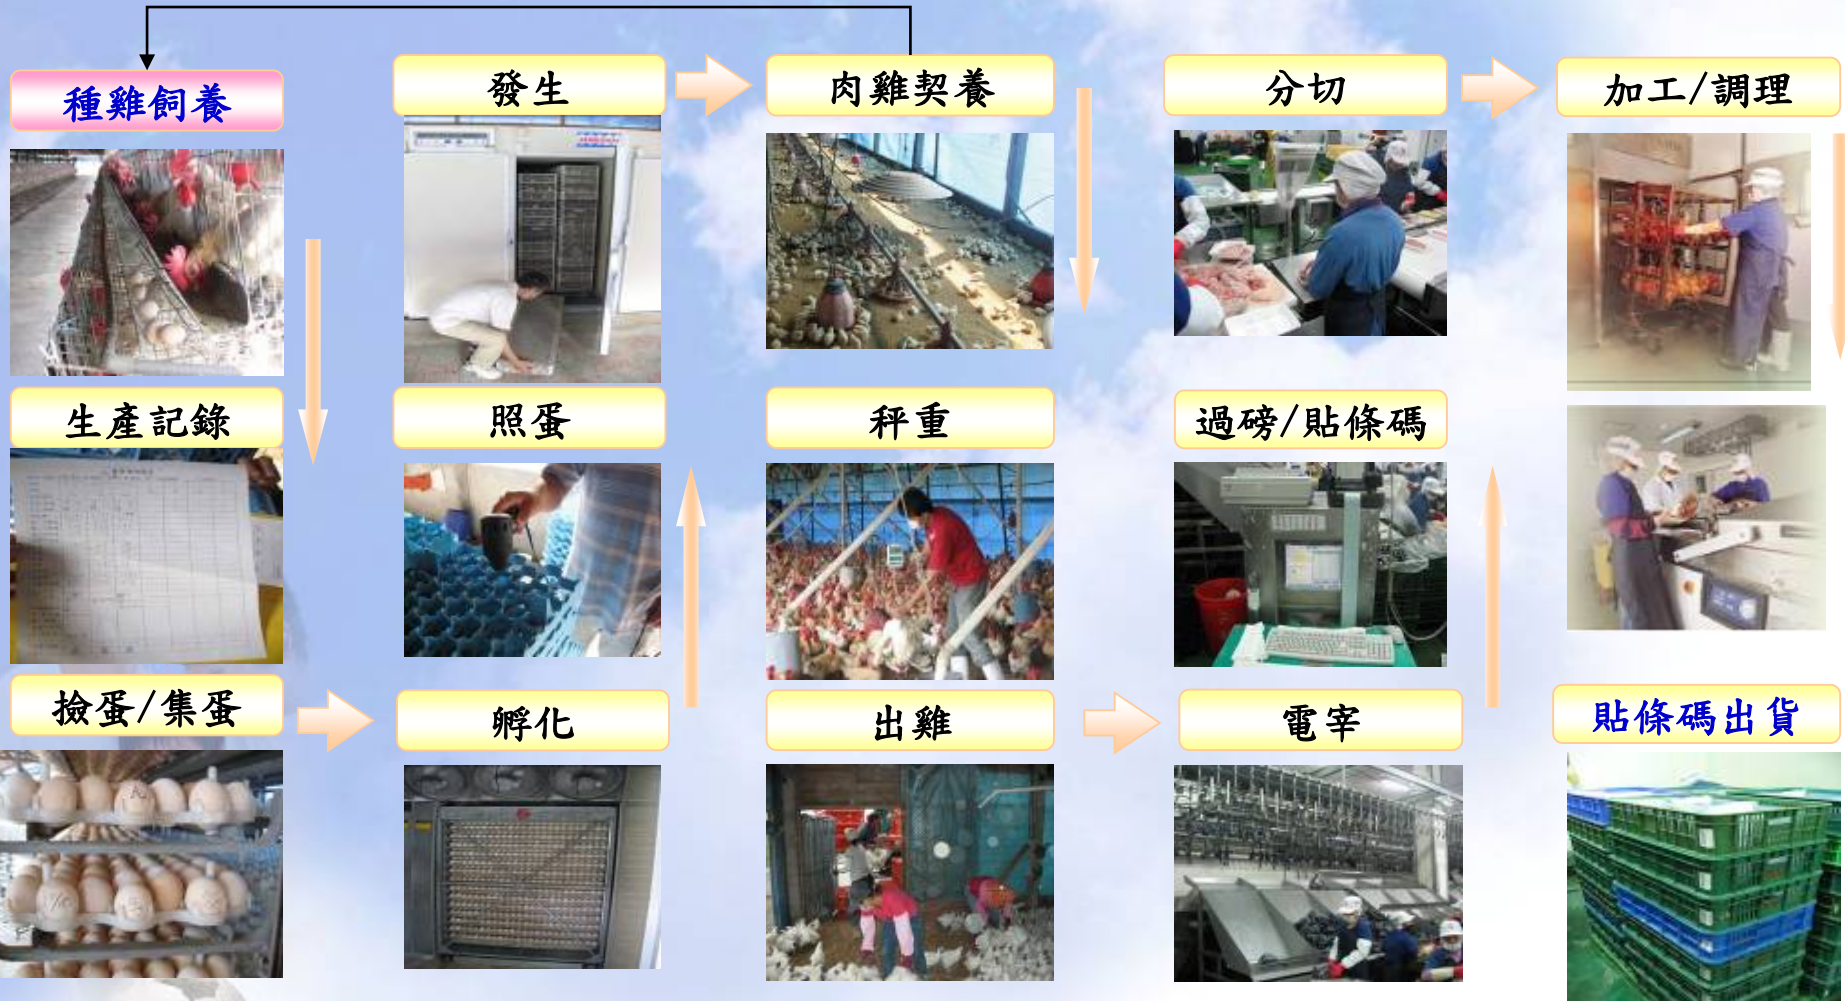 種雞飼養
生產記錄
撿蛋/集蛋
孵化
照蛋
發生
肉雞契養
秤重
出雞
電宰
過磅/貼條碼
分切
加工/調理
貼條碼出貨